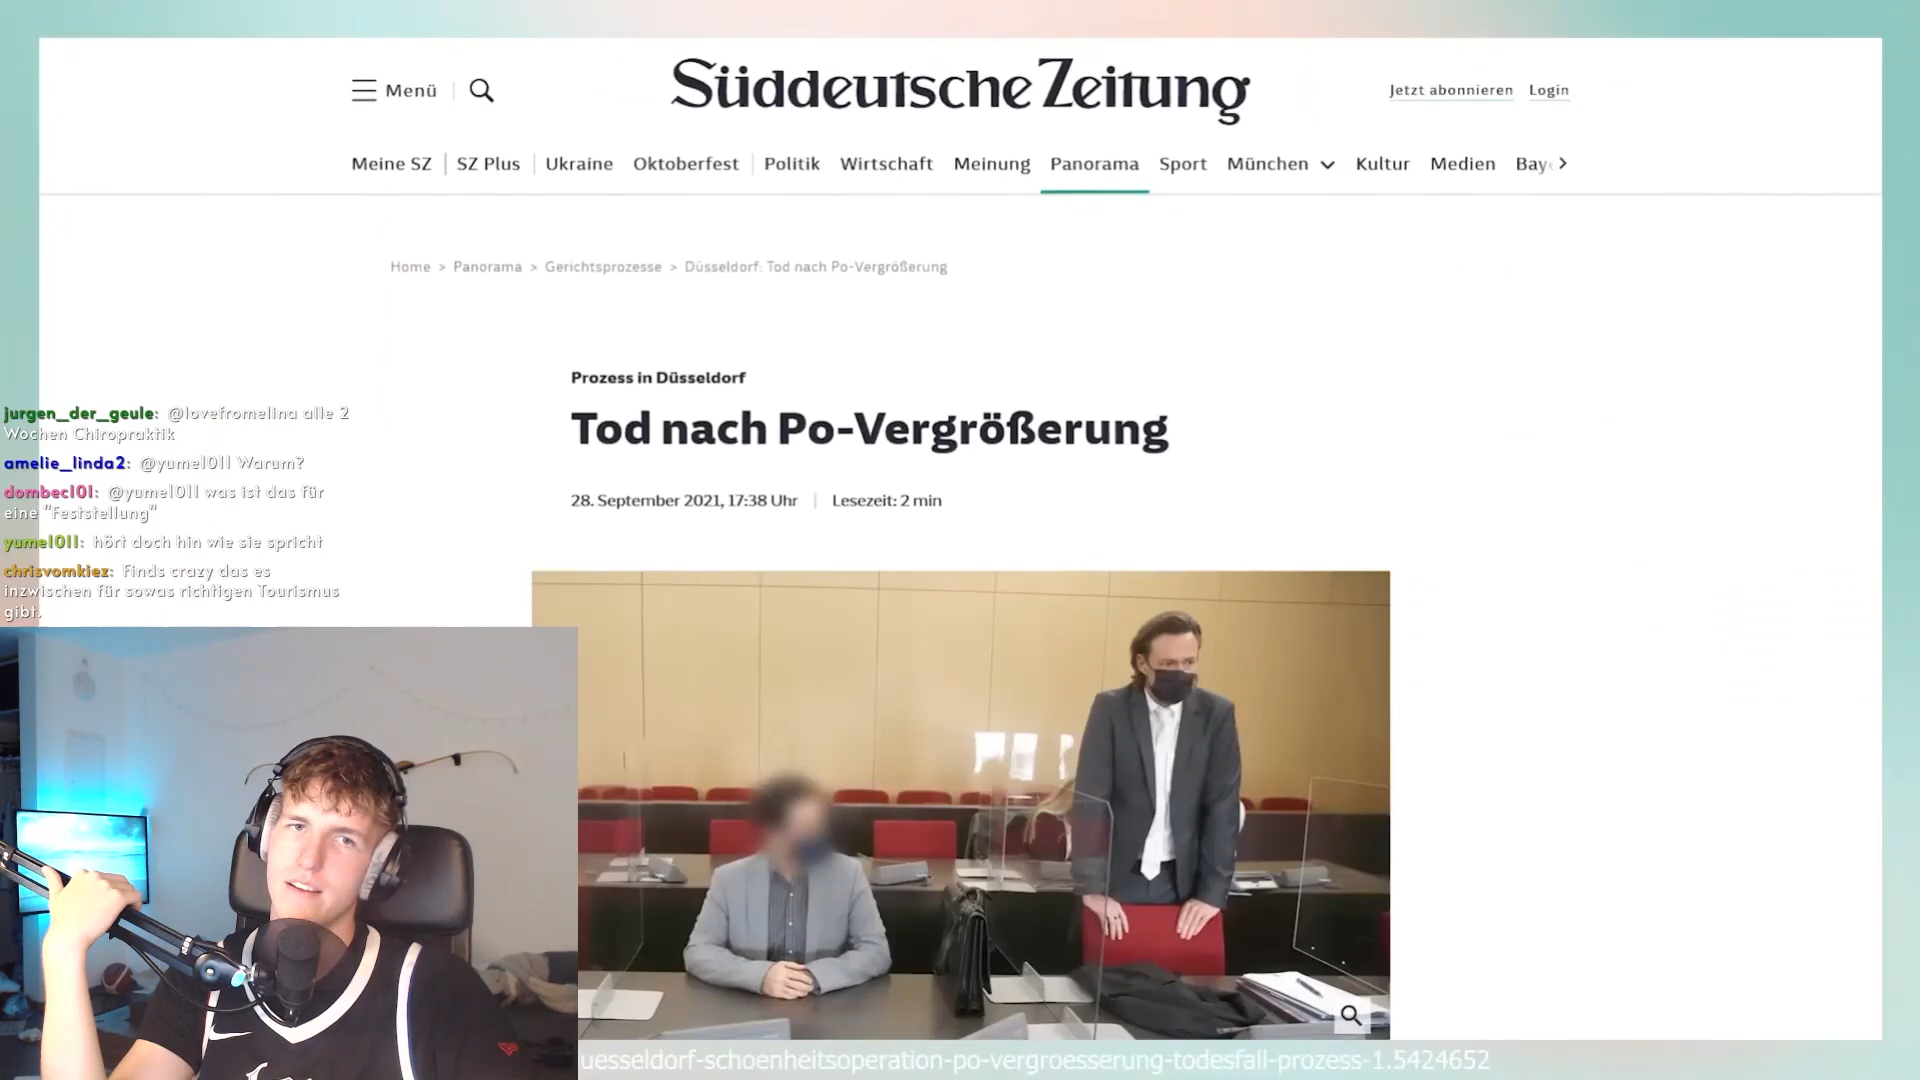 Menü
Süddeutsche Zeitung
Jetzt abonnieren Login
Meine SZ SZ Plus Ukraine Oktoberfest Politik Wirtschaft Meinung Panorama Sport München Kultur Medien
Home > Panorama > Gerichtsprozesse > Düsseldorf: Tod nach Po-Vergrößerung
Prozess in Düsseldorf
Tod nach Po-Vergrößerung
28. September 2021, 17:38 Uhr | Lesezeit: 2 min
jurgen_der_geule: @lovefromelina alle 2
Wochen Chiropraktik
amelie_linda2: @yume1011 Warum?
dombec101: @yume1011 was ist das für
eine "Feststellung"
yume1011: hört doch hin wie sie spricht
chrisvomkiez: Finds crazy das es
inzwischen für sowas richtigen Tourismus
gibt.
uesseldorf-schoenheitsoperation-po-vergroesserung-todesfall-prozess-1.5424652